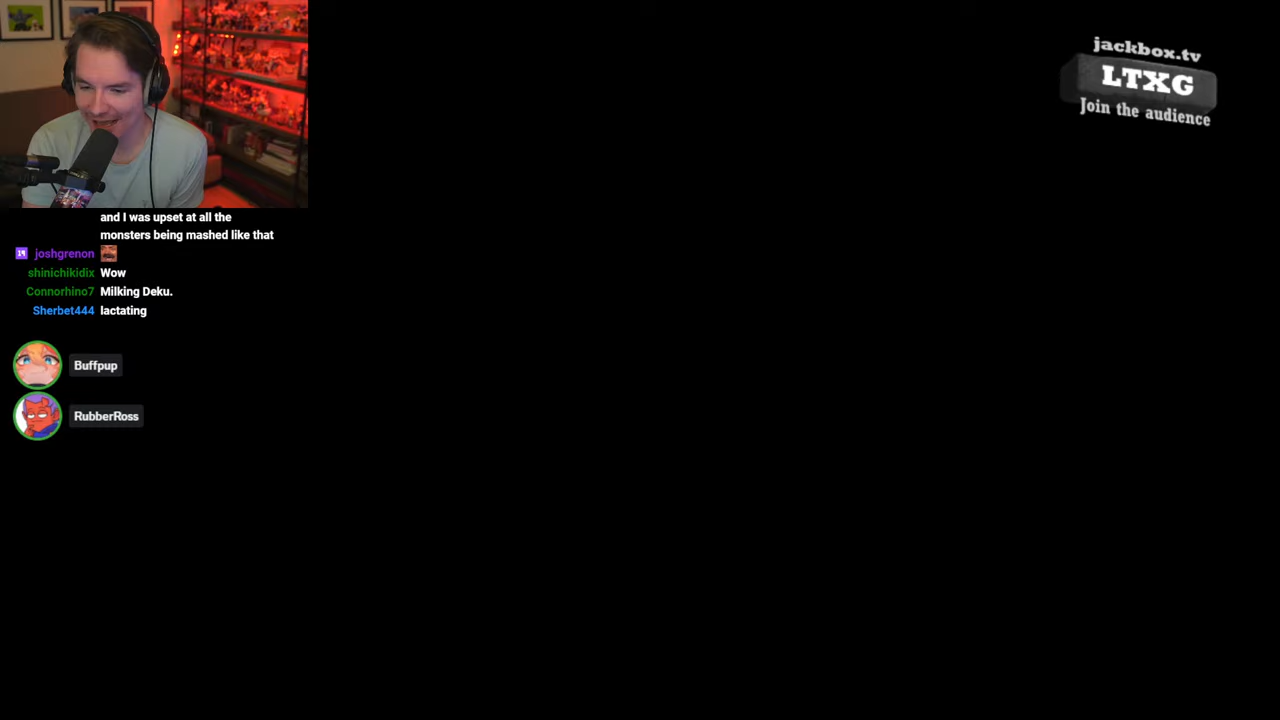 jackbox.tv
LTXG
Join the audience
and I was upset at all the
monsters being mashed like that
19 joshgrenon
shinichikidix Wow
Connorhino7 Milking Deku.
Sherbet444 lactating
Buffpup
RubberRoss